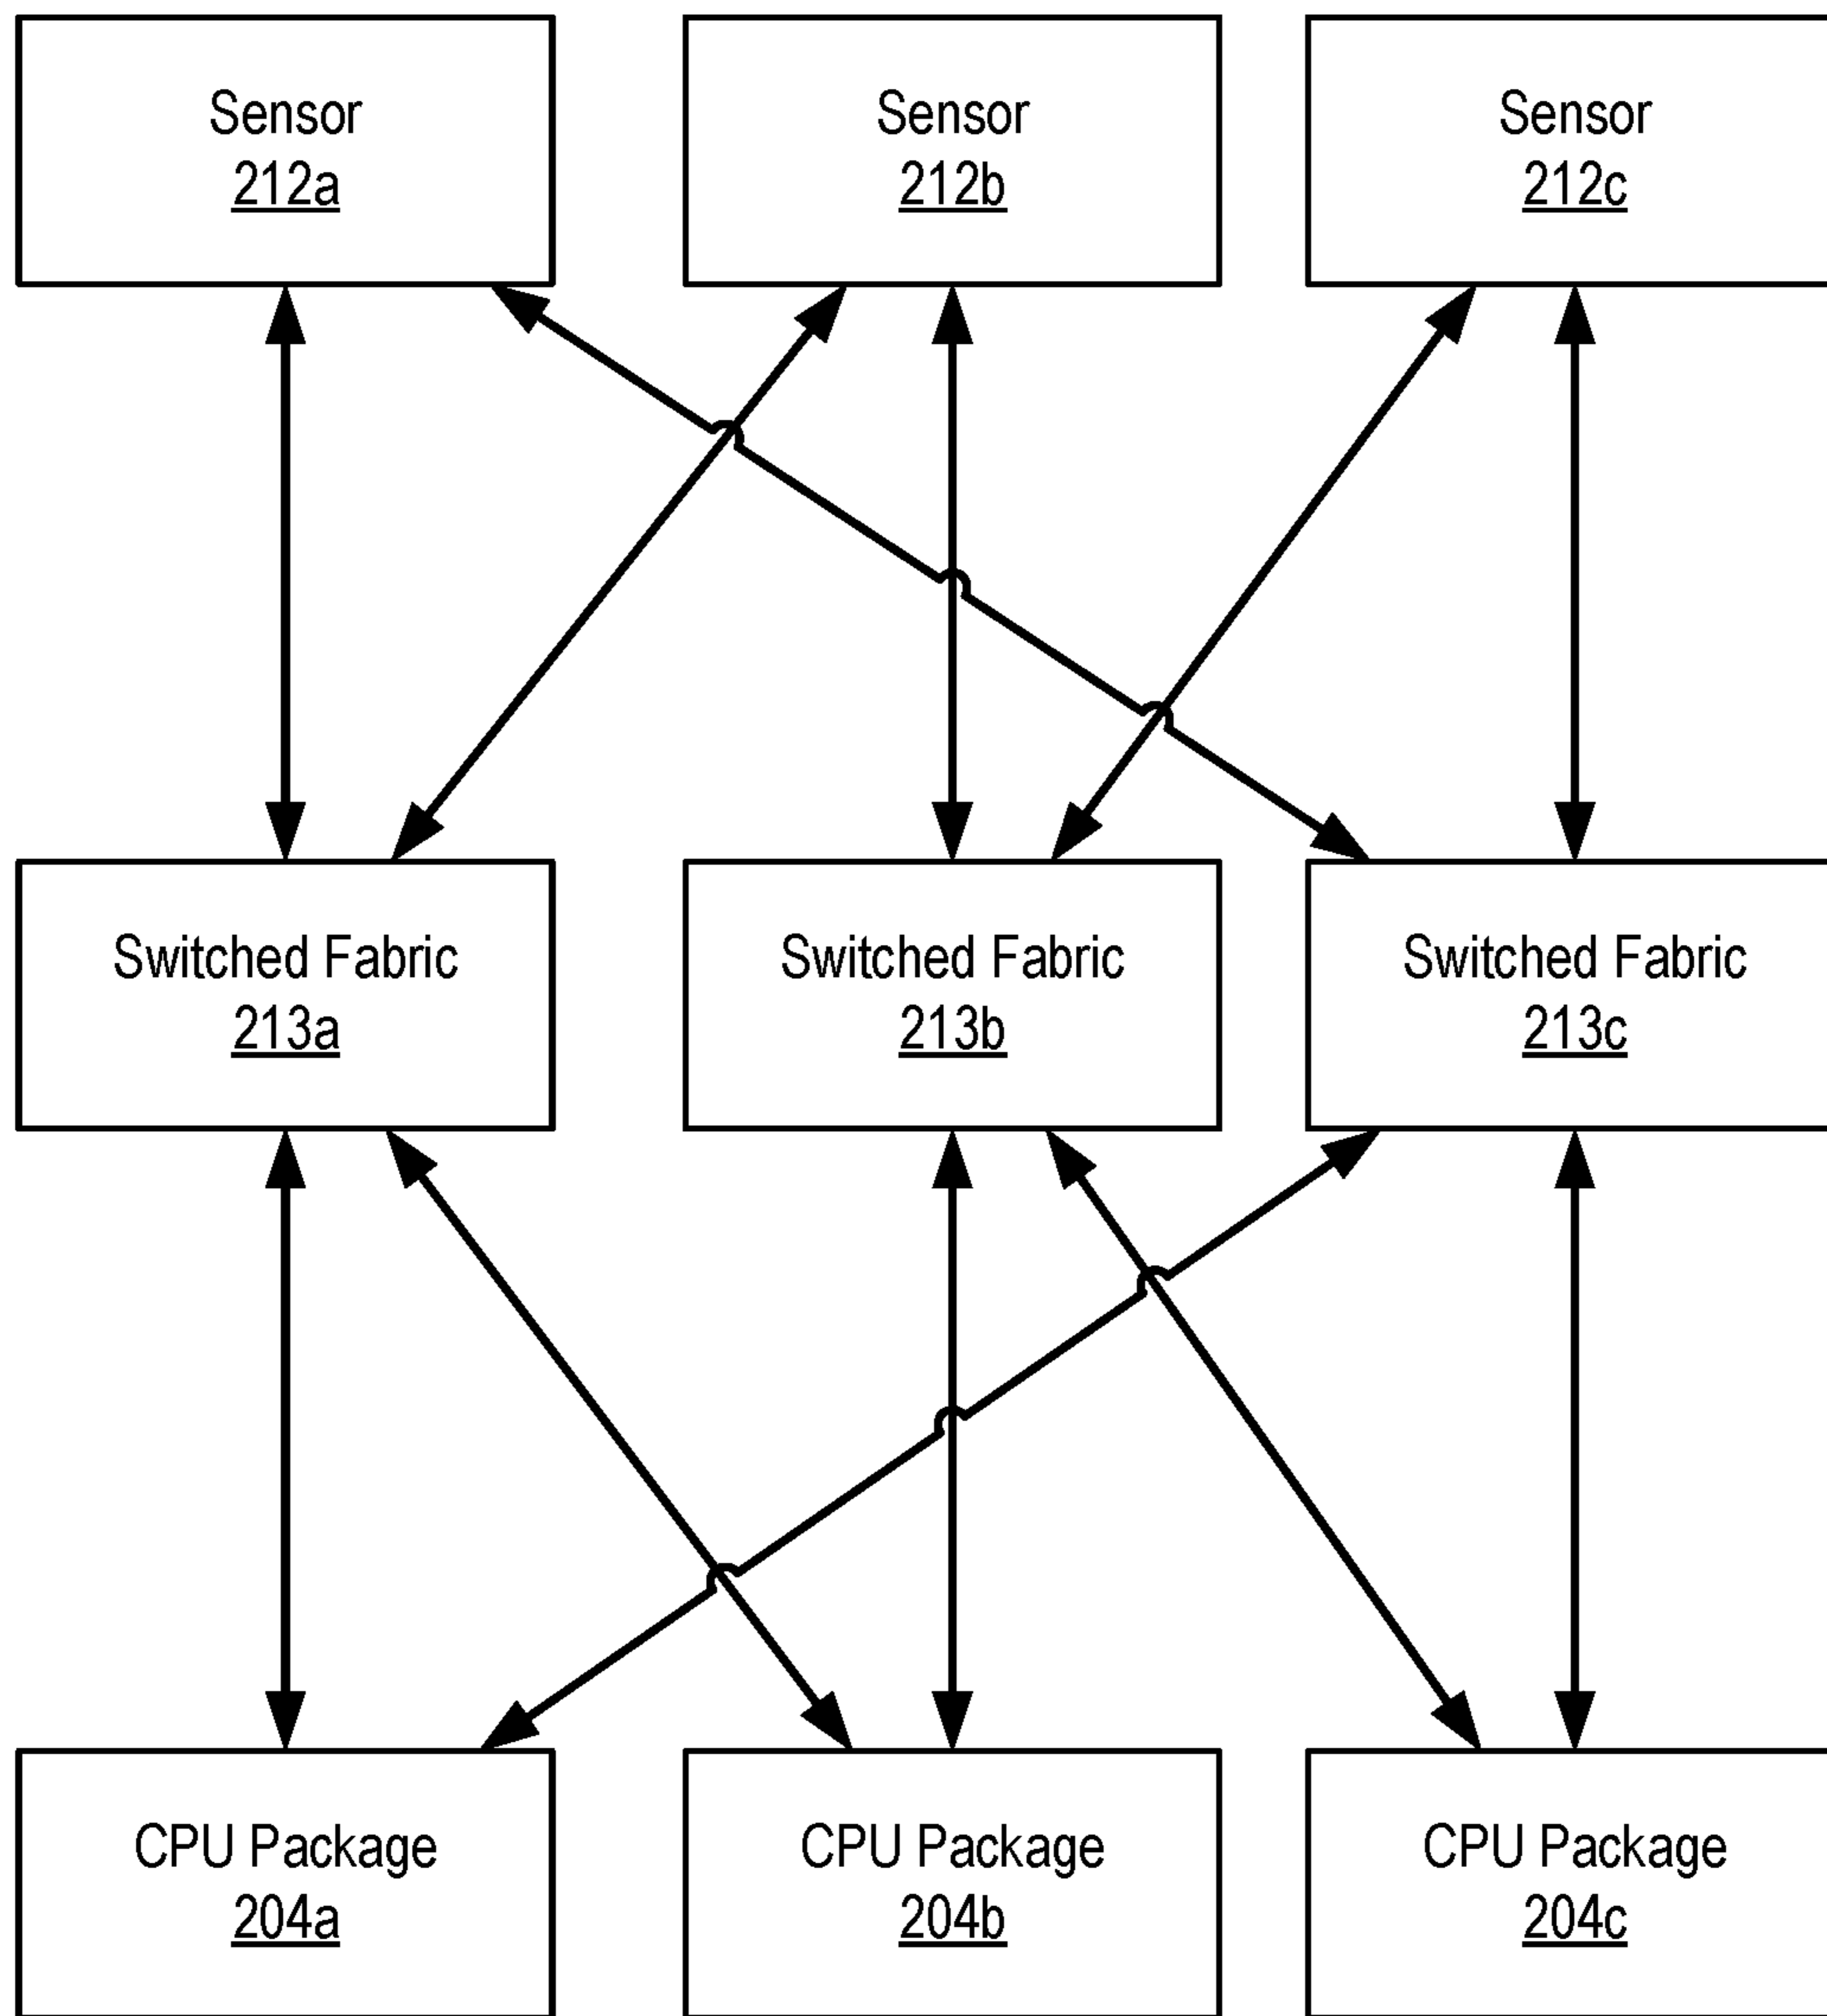 Sensor
212a
Sensor
212b
Sensor
212c
Switched Fabric
213a
Switched Fabric
213b
Switched Fabric
213c
CPU Package
204a
CPU Package
204b
CPU Package
204c